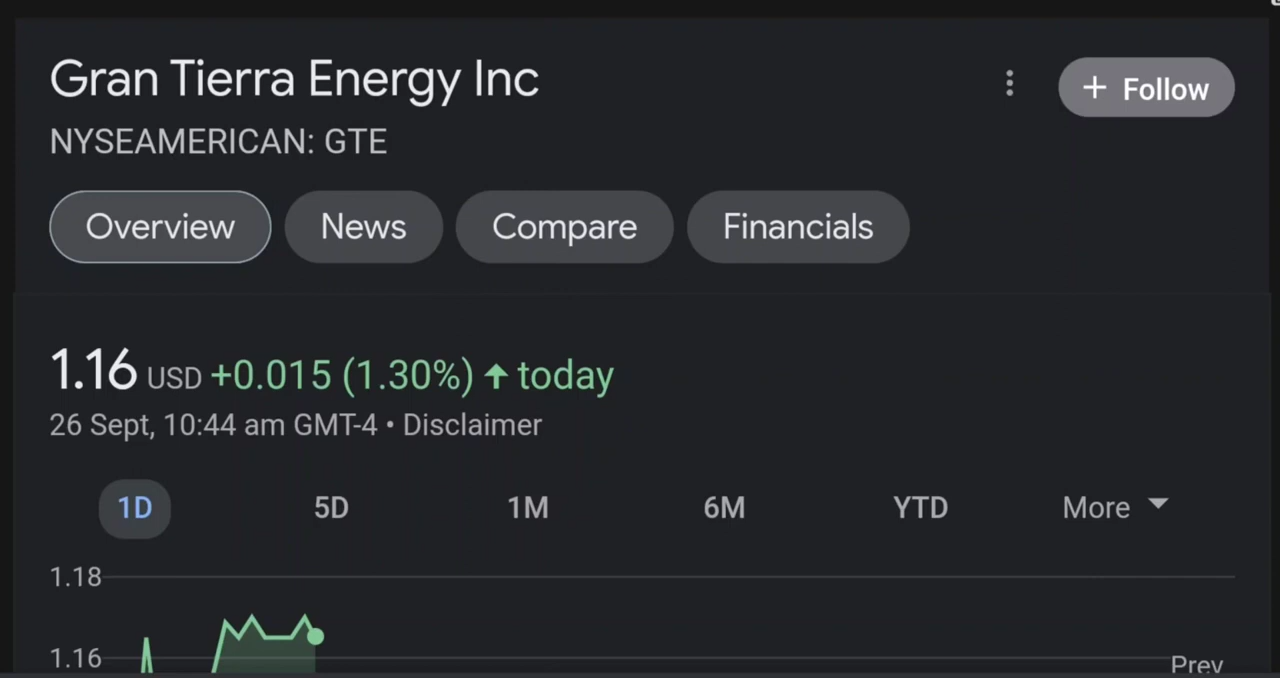 Gran Tierra Energy Inc
+ Follow
NYSEAMERICAN: GTE
Overview News Compare Financials
1.16 USD +0.015 (1.30%) ↑ today
26 Sept, 10:44 am GMT-4 • Disclaimer
1D 5D 1M 6M YTD More
1.18
1.16
Prev